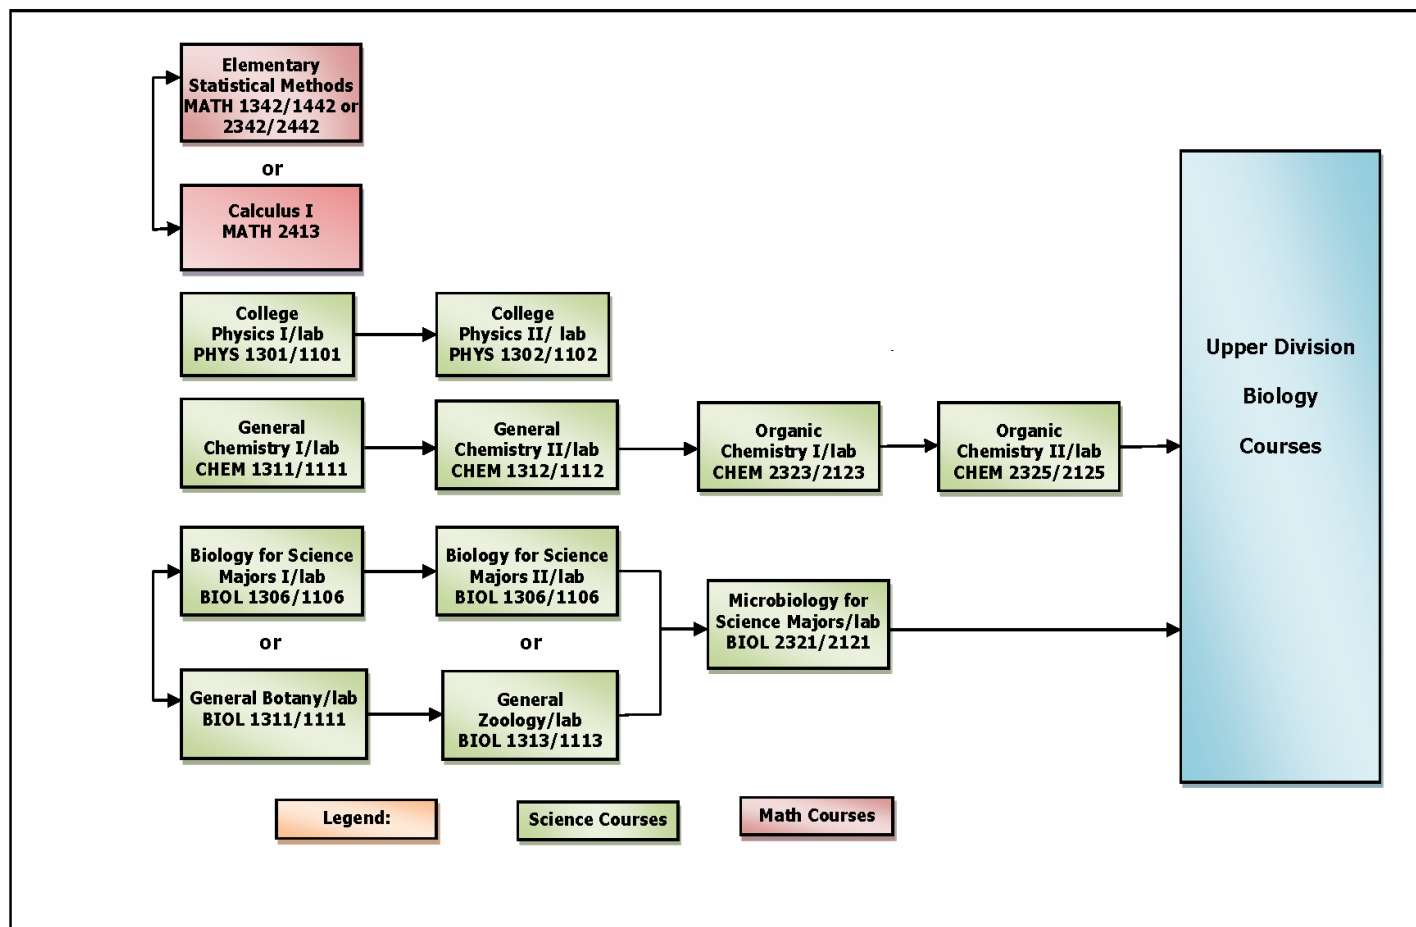 Elementary
Statistical Methods
MATH 1342/1442 or
2342/2442
or
Calculus I
MATH 2413
College
Physics I/lab
PHYS 1301/1101
College
Physics II/ lab
PHYS 1302/1102
General
Chemistry I/lab
CHEM 1311/1111
General
Chemistry II/lab
CHEM 1312/1112
Organic
Chemistry I/lab
CHEM 2323/2123
Organic
Chemistry II/lab
CHEM 2325/2125
Biology for Science
Majors I/lab
BIOL 1306/1106
Biology for Science
Majors II/lab
BIOL 1306/1106
or
or
General Botany/lab
BIOL 1311/1111
General
Zoology/lab
BIOL 1313/1113
Microbiology for
Science Majors/lab
BIOL 2321/2121
Upper Division
Biology
Courses
Legend:
Science Courses
Math Courses